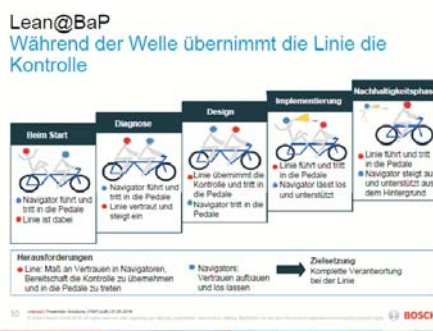 Lean@BaP
Während der Welle übernimmt die Linie die
Kontrolle
Beim Start
Navigator führt und
tritt in die Pedale
Linie ist dabei
Diagnose
Navigator führt und
tritt in die Pedale
Linie vertraut und
steigt ein
Design
Linie übernimmt die
Kontrolle und tritt in
die Pedale
Navigator tritt in die
Pedale
Implementierung
Linie führt und tritt
in die Pedale
Navigator lässt los
und unterstützt
Nachhaltigkeitsphase
Linie führt und tritt
in die Pedale
Navigator steigt aus
und unterstützt aus
dem Hintergrund
Herausforderungen
Line: Maß an Vertrauen in Navigatoren,
Bereitschaft die Kontrolle zu übernehmen
und in die Pedale zu treten
Navigators:
Vertrauen aufbauen
und los lassen
Zielsetzung
Komplette Verantwortung
bei der Linie
10
BOSCH